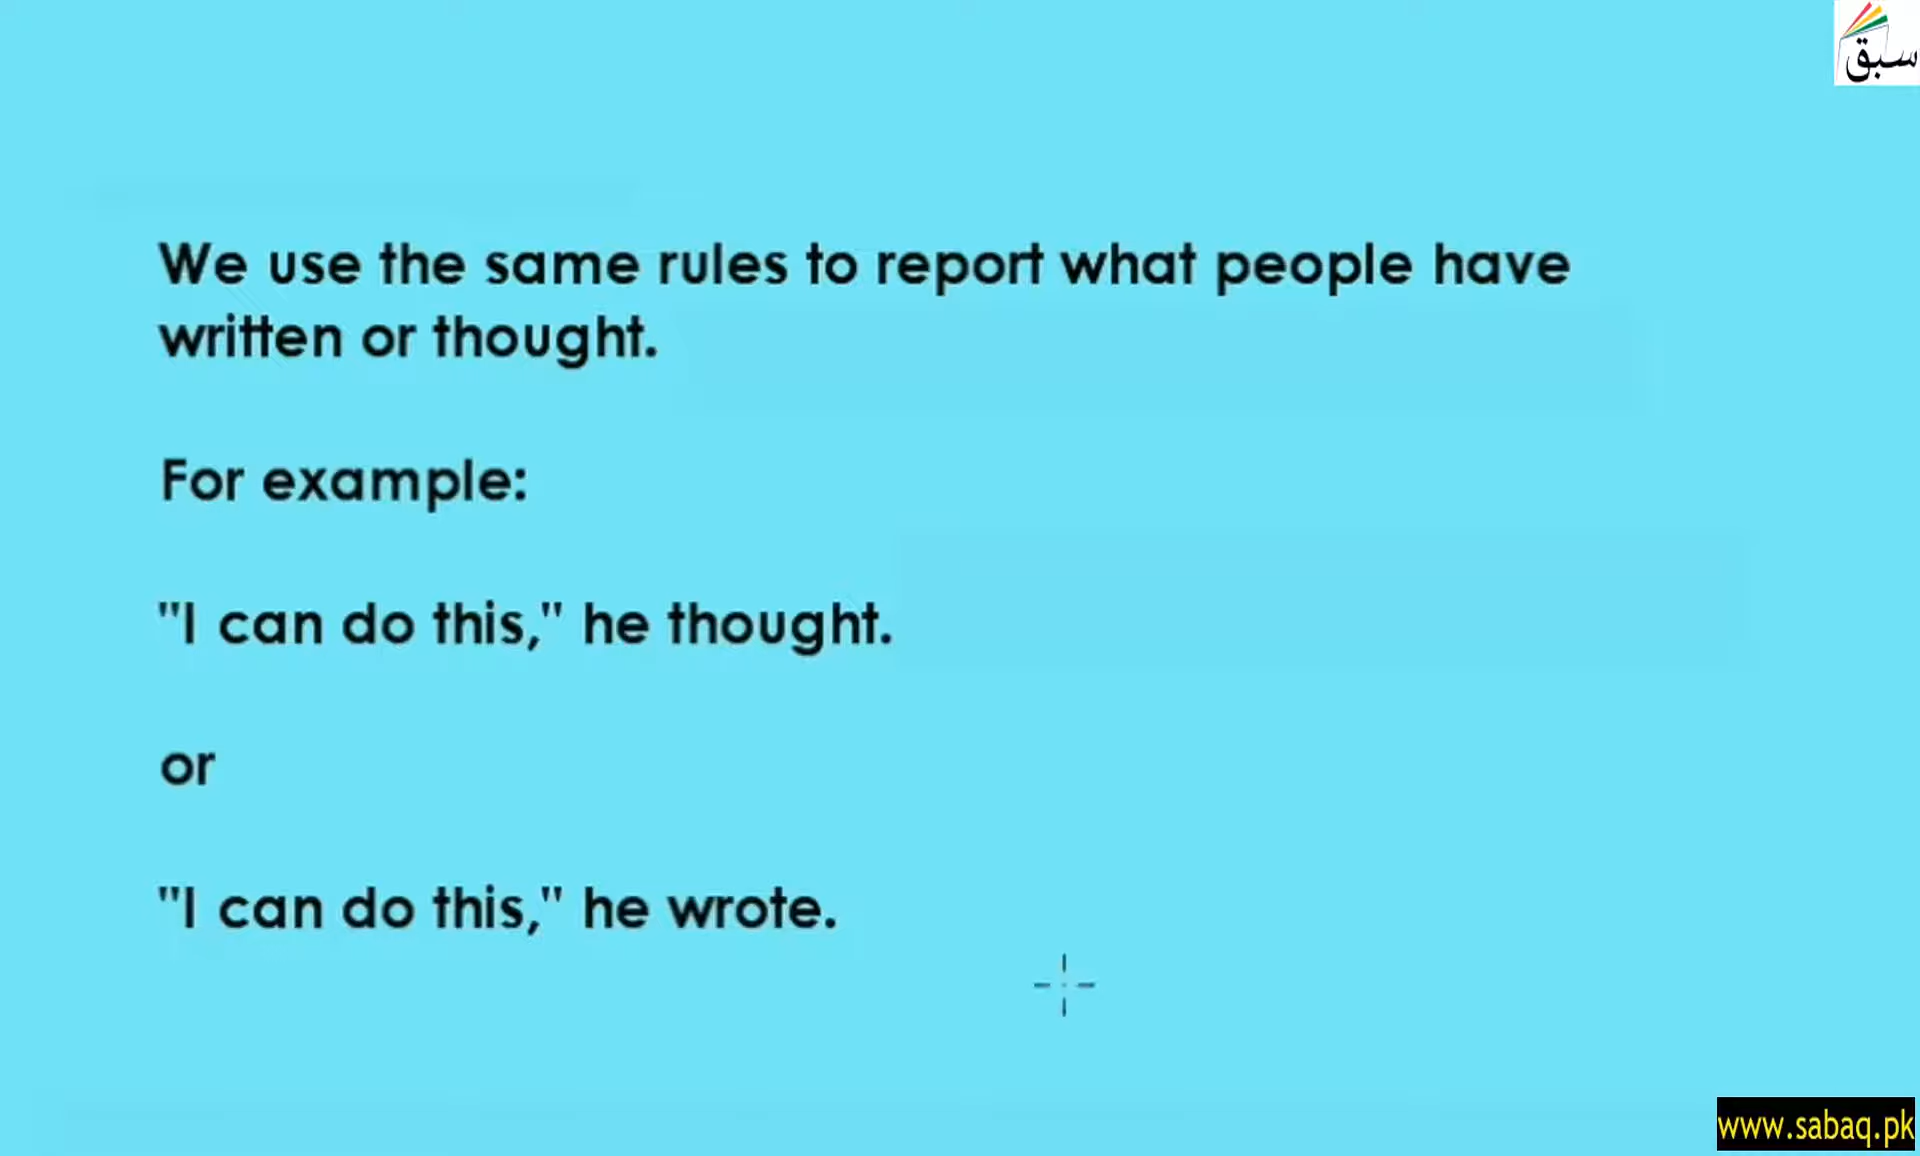 سبق
We use the same rules to report what people have
written or thought.
For example:
"I can do this," he thought.
or
"I can do this," he wrote.
www.sabaq.pk